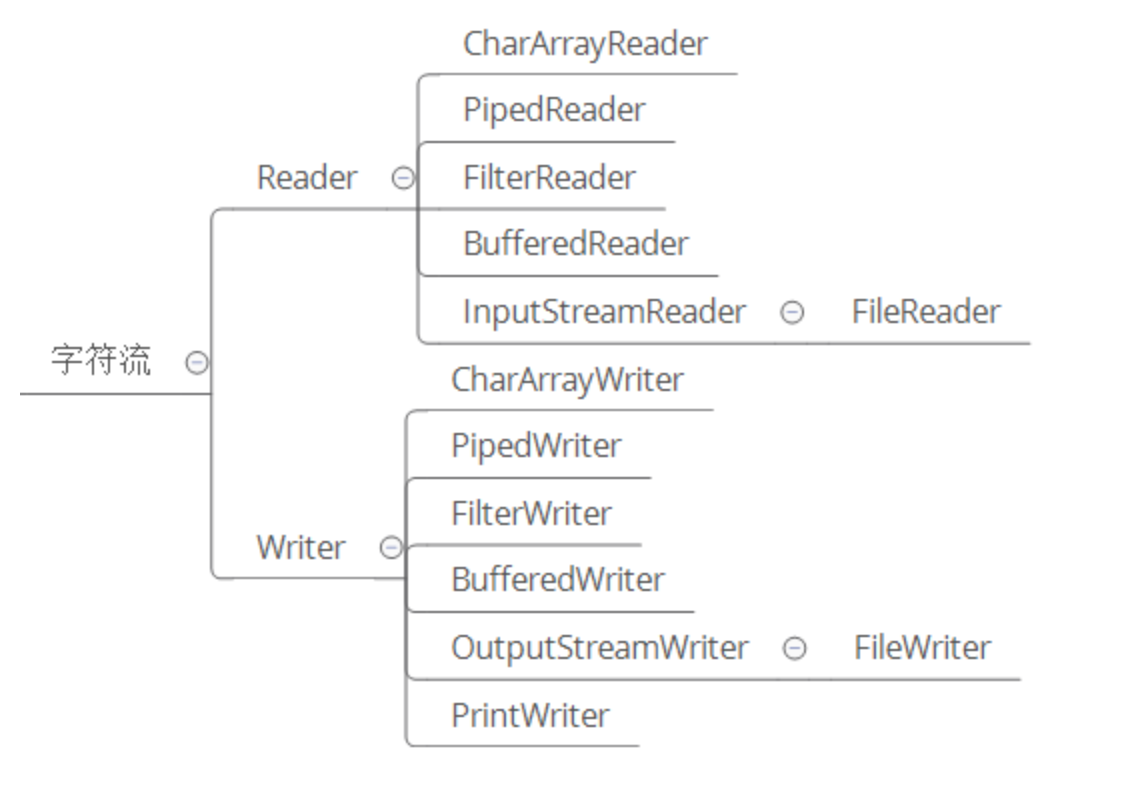 字符流
Reader
CharArrayReader
PipedReader
FilterReader
BufferedReader
InputStreamReader
FileReader
Writer
CharArrayWriter
PipedWriter
FilterWriter
BufferedWriter
OutputStreamWriter
FileWriter
PrintWriter